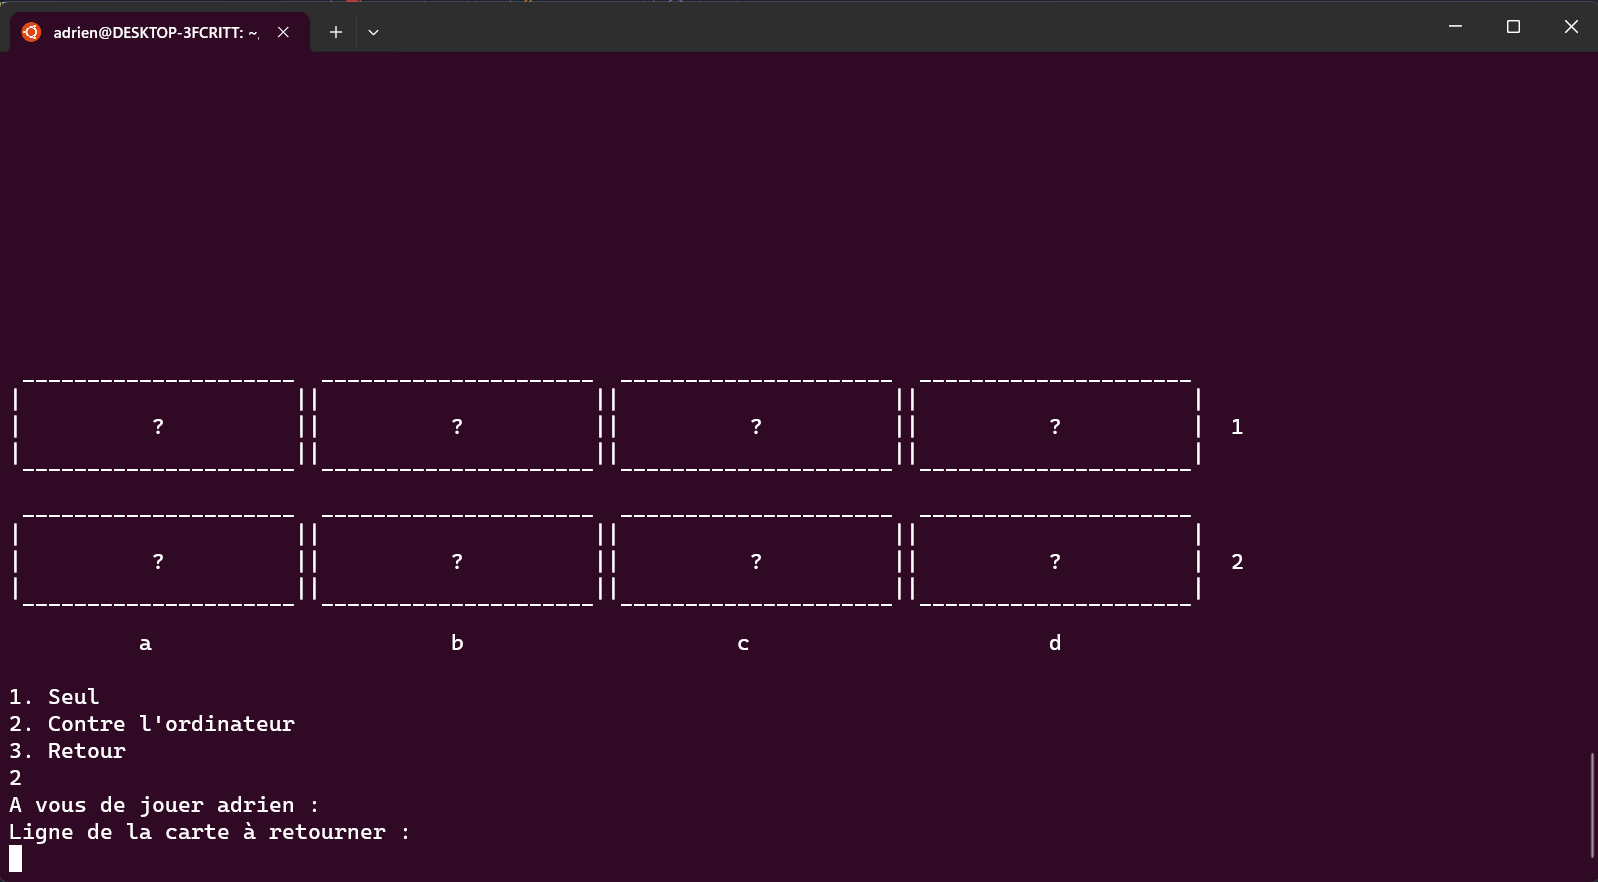 adrien@DESKTOP-3FCRITT: ~
? ? ? ? 1
? ? ? ? 2
a b c d
1. Seul
2. Contre l'ordinateur
3. Retour
2
A vous de jouer adrien :
Ligne de la carte à retourner :